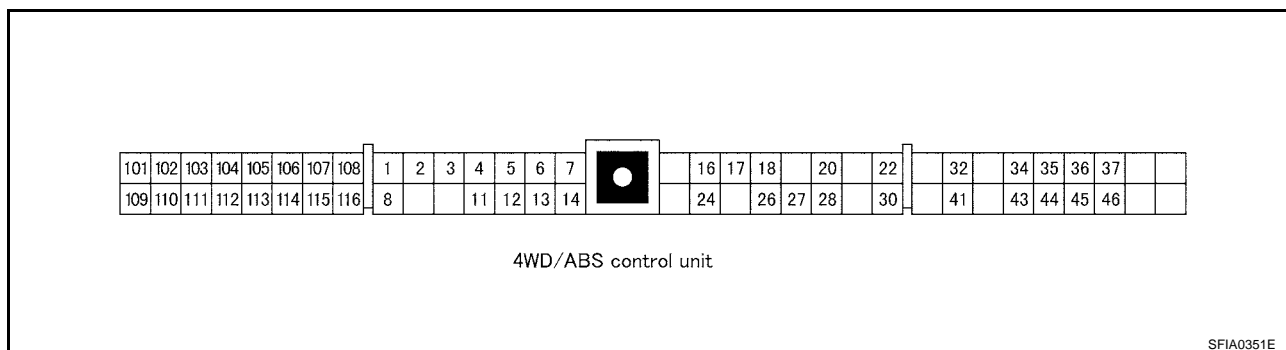 101 102 103 104 105 106 107 108 1 2 3 4 5 6 7 16 17 18 20 22 32 34 35 36 37
109 110 111 112 113 114 115 116 8 11 12 13 14 24 26 27 28 30 41 43 44 45 46
4WD/ABS control unit
SFIA0351E